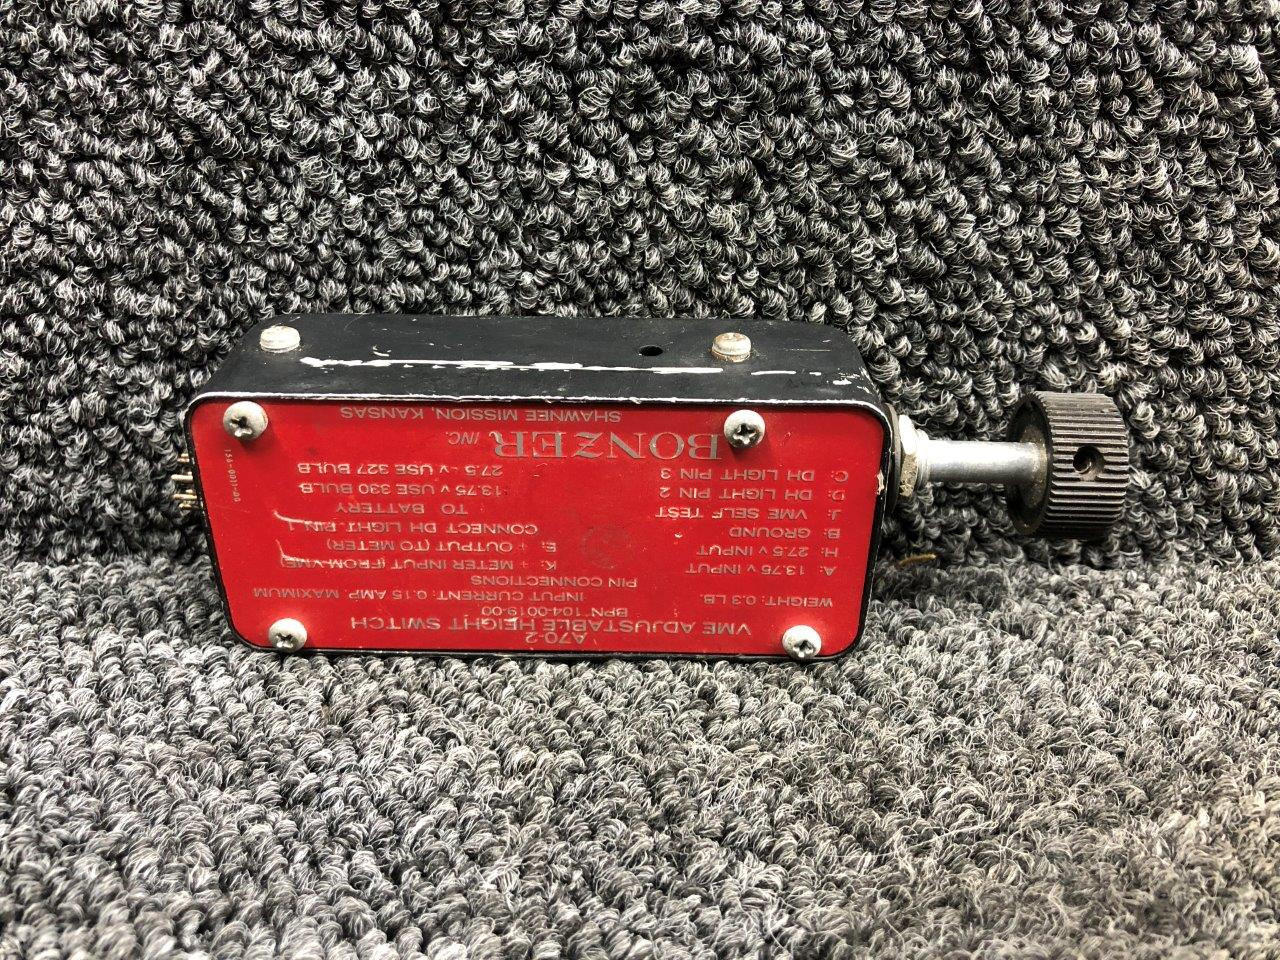 A70-2
VME ADJUSTABLE HEIGHT SWITCH
BPN 104-0019-00
WEIGHT: 0.3 LB. INPUT CURRENT: 0.15 AMP. MAXIMUM
PIN CONNECTIONS
A: 13.75 V INPUT K: + METER INPUT (FROM VME)
H: 27.5 V INPUT E: + OUTPUT (TO METER)
B: GROUND CONNECT DH LIGHT PIN 1
J: VME SELF TEST TO BATTERY
D: DH LIGHT PIN 2 13.75 V USE 330 BULB
C: DH LIGHT PIN 3 27.5 - V USE 327 BULB
BONZER INC.
SHAWNEE MISSION, KANSAS